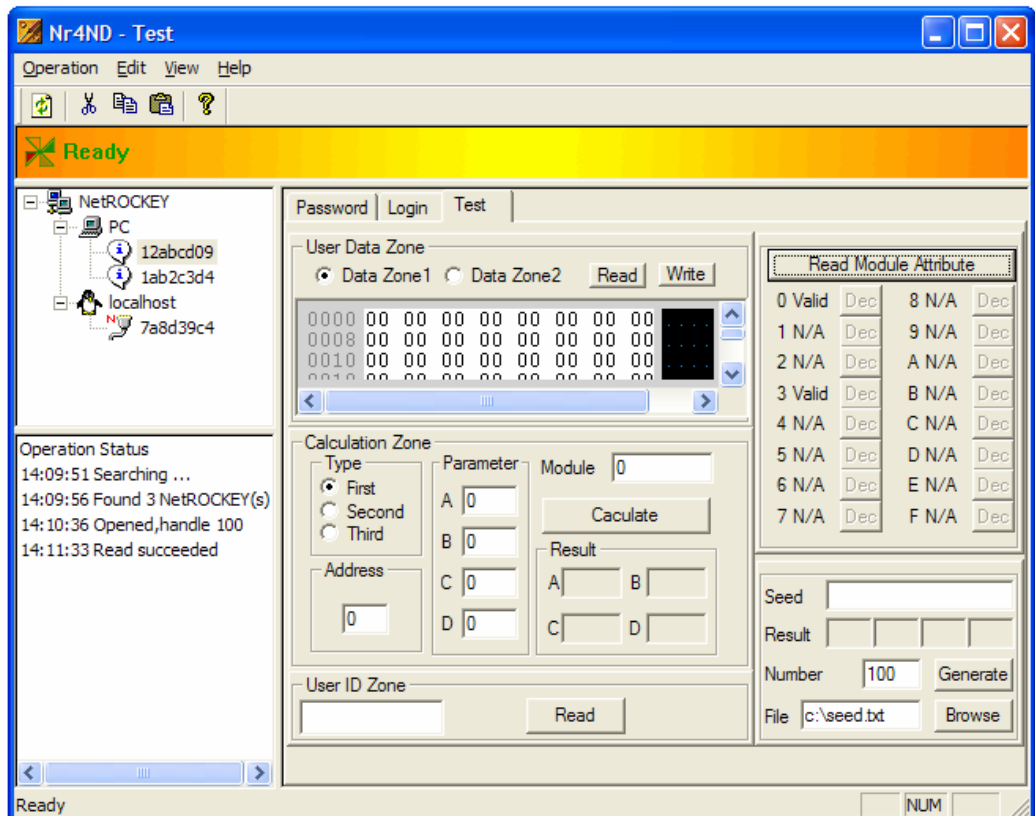 Nr4ND - Test
Operation Edit View Help
Ready
NetROCKEY
PC
12abcd09
1ab2c3d4
localhost
7a8d39c4
Operation Status
14:09:51 Searching ...
14:09:56 Found 3 NetROCKEY(s)
14:10:36 Opened,handle 100
14:11:33 Read succeeded
Password Login Test
User Data Zone
Data Zone1 Data Zone2 Read Write
0000 00 00 00 00 00 00 00 00 ........
0008 00 00 00 00 00 00 00 00
0010 00 00 00 00 00 00 00 00
Calculation Zone
Type
First
Second
Third
Address
0
Parameter
A 0
B 0
C 0
D 0
Module 0
Caculate
Result
A B
C D
User ID Zone
Read
Read Module Attribute
0 Valid Dec 8 N/A Dec
1 N/A Dec 9 N/A Dec
2 N/A Dec A N/A Dec
3 Valid Dec B N/A Dec
4 N/A Dec C N/A Dec
5 N/A Dec D N/A Dec
6 N/A Dec E N/A Dec
7 N/A Dec F N/A Dec
Seed
Result
Number 100 Generate
File c:\seed.txt Browse
Ready NUM